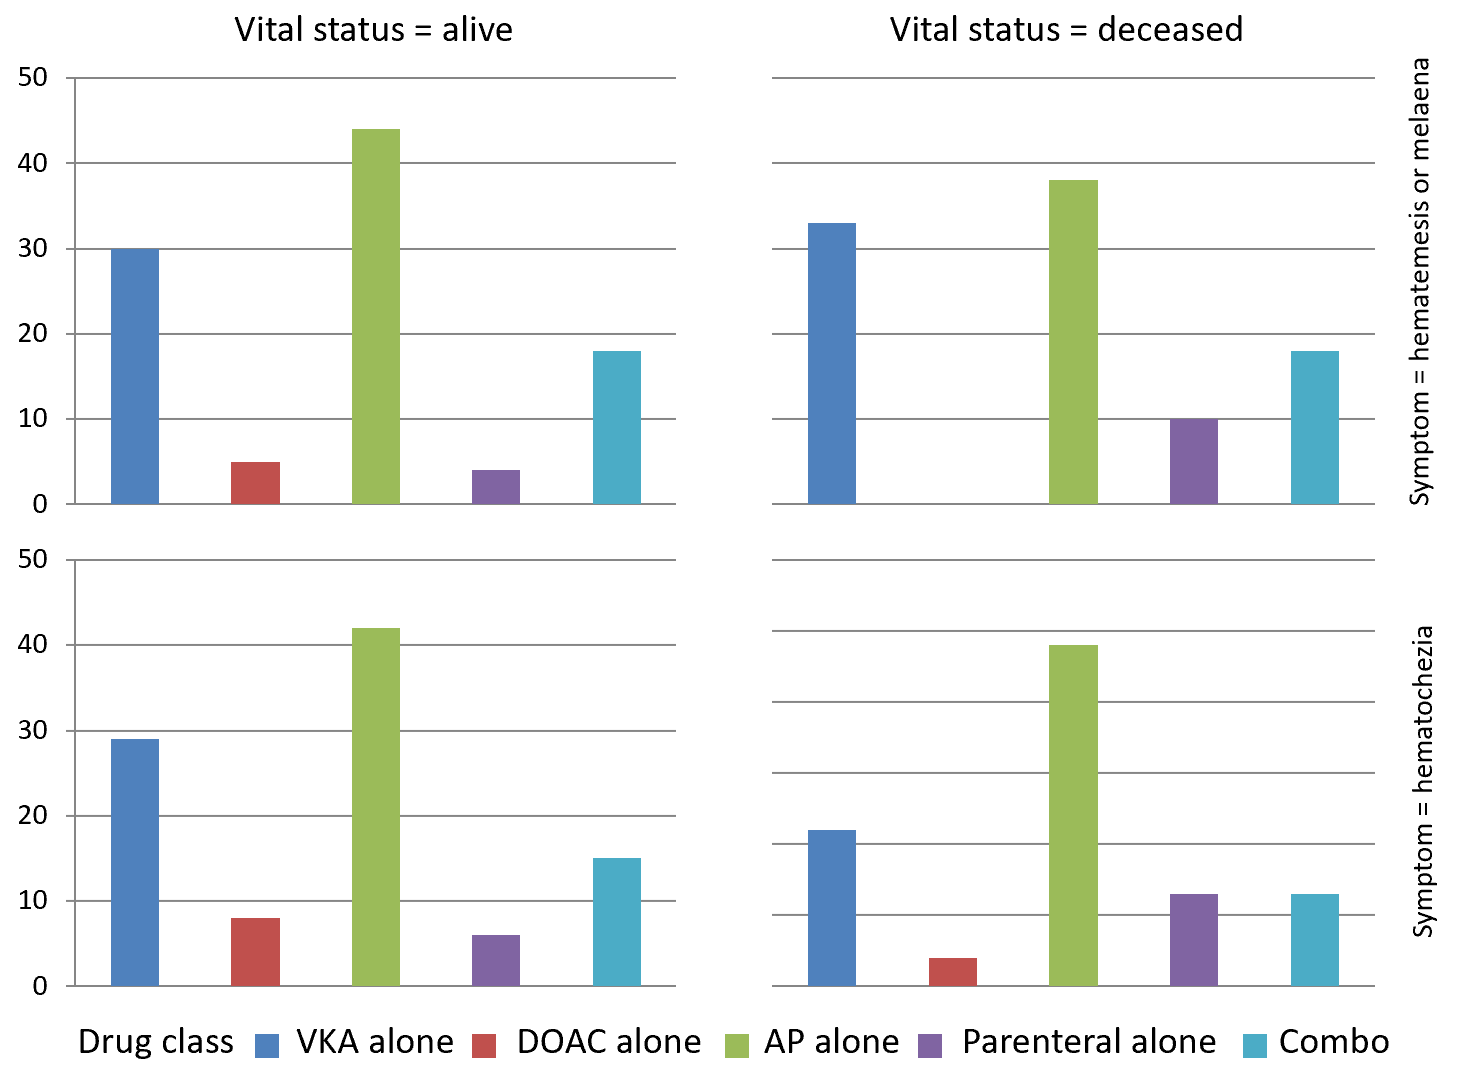 Vital status = alive
Vital status = deceased
50
40
30
20
10
0
Symptom = hematemesis or melaena
50
40
30
20
10
0
Symptom = hematochezia
Drug class VKA alone DOAC alone AP alone Parenteral alone Combo